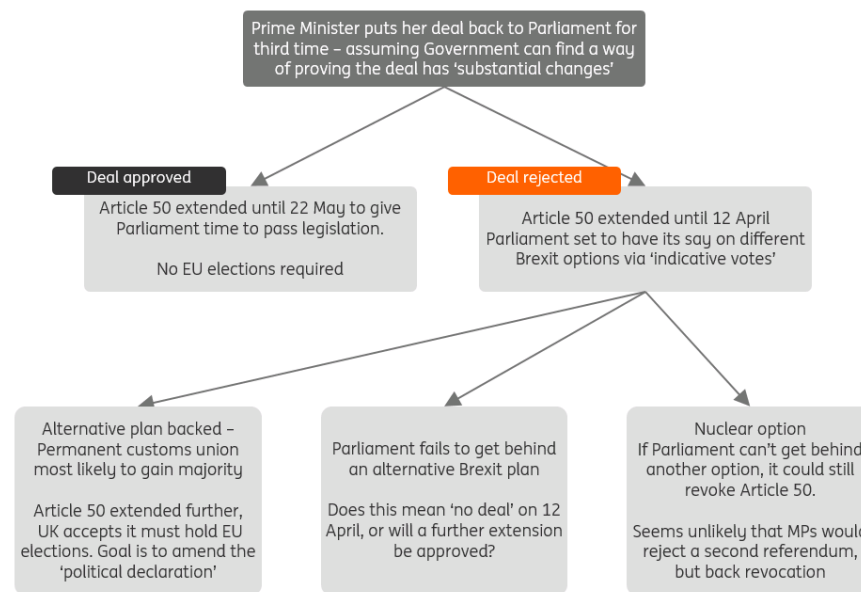 Prime Minister puts her deal back to Parliament for
third time – assuming Government can find a way
of proving the deal has ‘substantial changes’
Deal approved
Article 50 extended until 22 May to give
Parliament time to pass legislation.
No EU elections required
Deal rejected
Article 50 extended until 12 April
Parliament set to have its say on different
Brexit options via ‘indicative votes’
Alternative plan backed –
Permanent customs union
most likely to gain majority
Article 50 extended further,
UK accepts it must hold EU
elections. Goal is to amend the
‘political declaration’
Parliament fails to get behind
an alternative Brexit plan
Does this mean ‘no deal’ on 12
April, or will a further extension
be approved?
Nuclear option
If Parliament can’t get behind
another option, it could still
revoke Article 50.
Seems unlikely that MPs would
reject a second referendum,
but back revocation